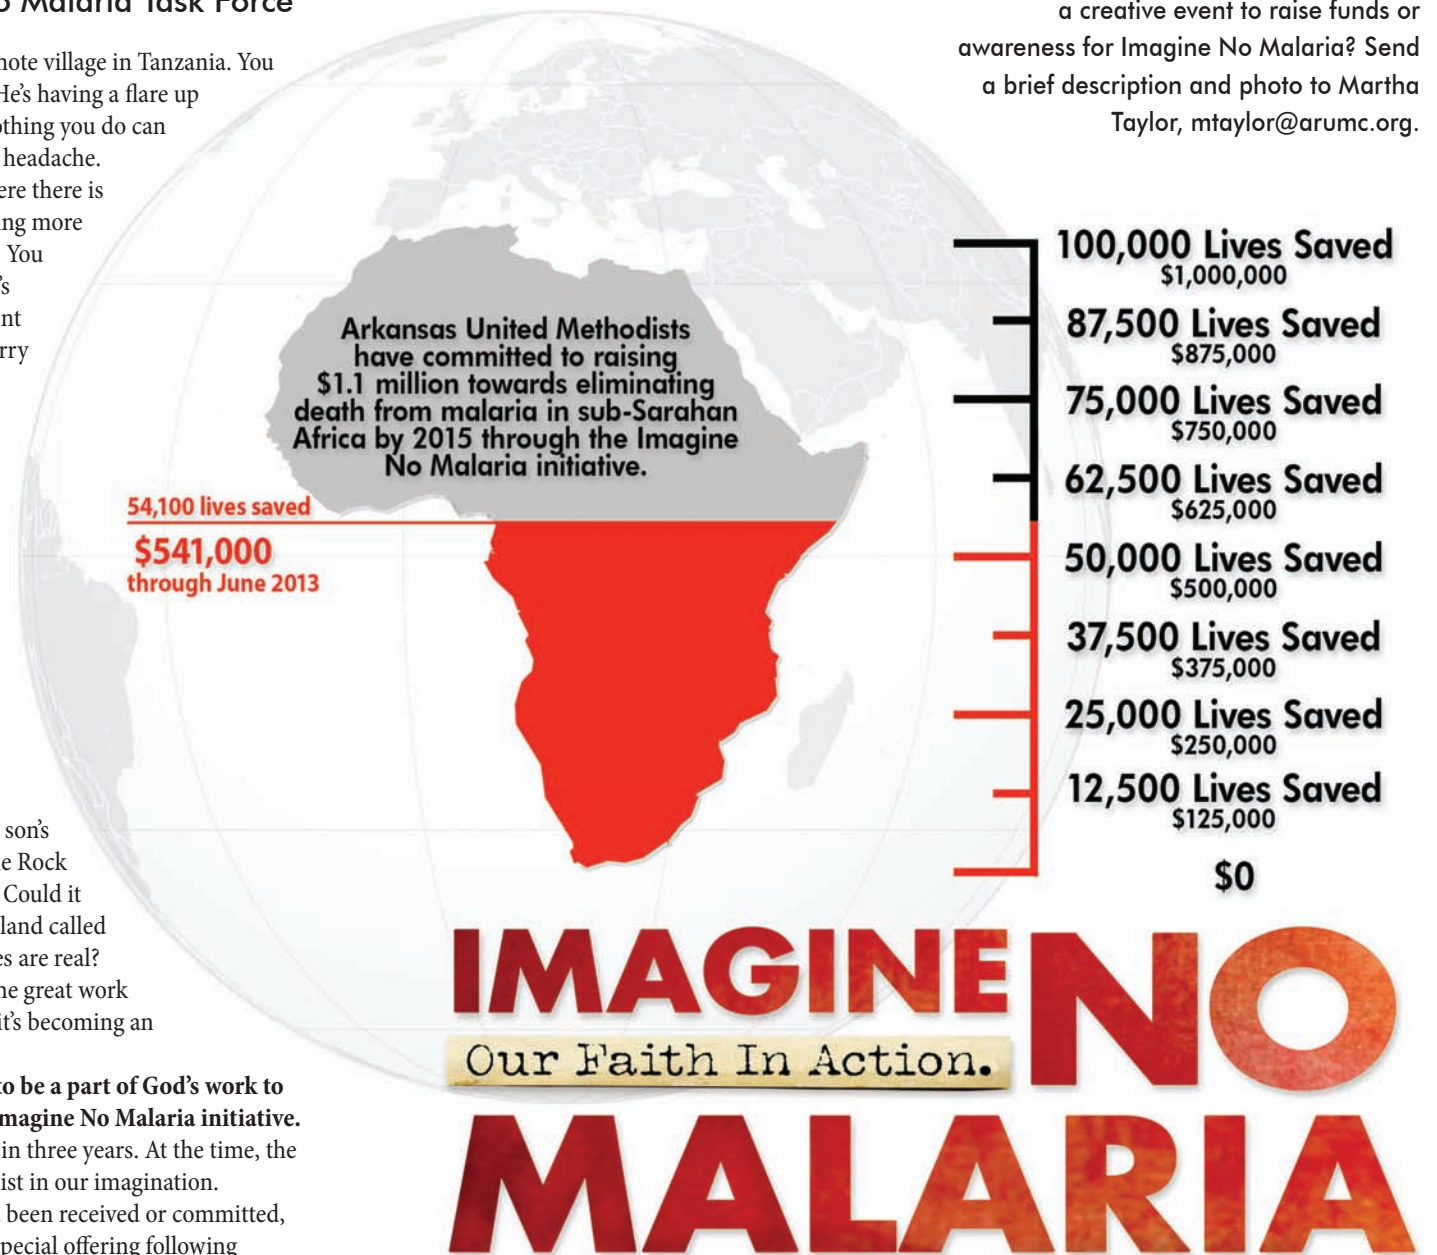 o Malaria Task Force
mote village in Tanzania. You
He's having a flare up
othing you do can
headache.
ere there is
ing more
You
's
nt
rry
son's
le Rock
Could it
land called
es are real?
he great work
it's becoming an
to be a part of God's work to
Imagine No Malaria initiative.
in three years. At the time, the
ist in our imagination.
been received or committed,
special offering following
a creative event to raise funds or
awareness for Imagine No Malaria? Send
a brief description and photo to Martha
Taylor, mtaylor@arumc.org.
Arkansas United Methodists
have committed to raising
$1.1 million towards eliminating
death from malaria in sub-Sarahan
Africa by 2015 through the Imagine
No Malaria initiative.
54,100 lives saved
$541,000
through June 2013
100,000 Lives Saved
$1,000,000
87,500 Lives Saved
$875,000
75,000 Lives Saved
$750,000
62,500 Lives Saved
$625,000
50,000 Lives Saved
$500,000
37,500 Lives Saved
$375,000
25,000 Lives Saved
$250,000
12,500 Lives Saved
$125,000
$0
IMAGINE NO
Our Faith In Action.
MALARIA